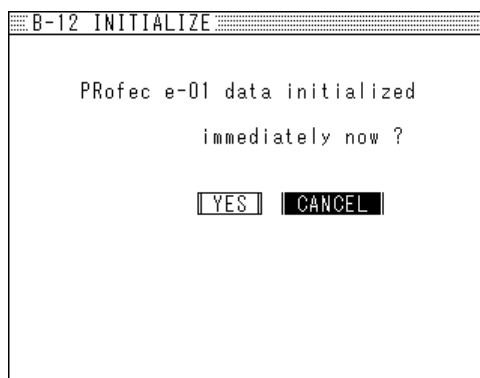 B-12 INITIALIZE
PRofec e-01 data initialized
immediately now ?
YES CANCEL